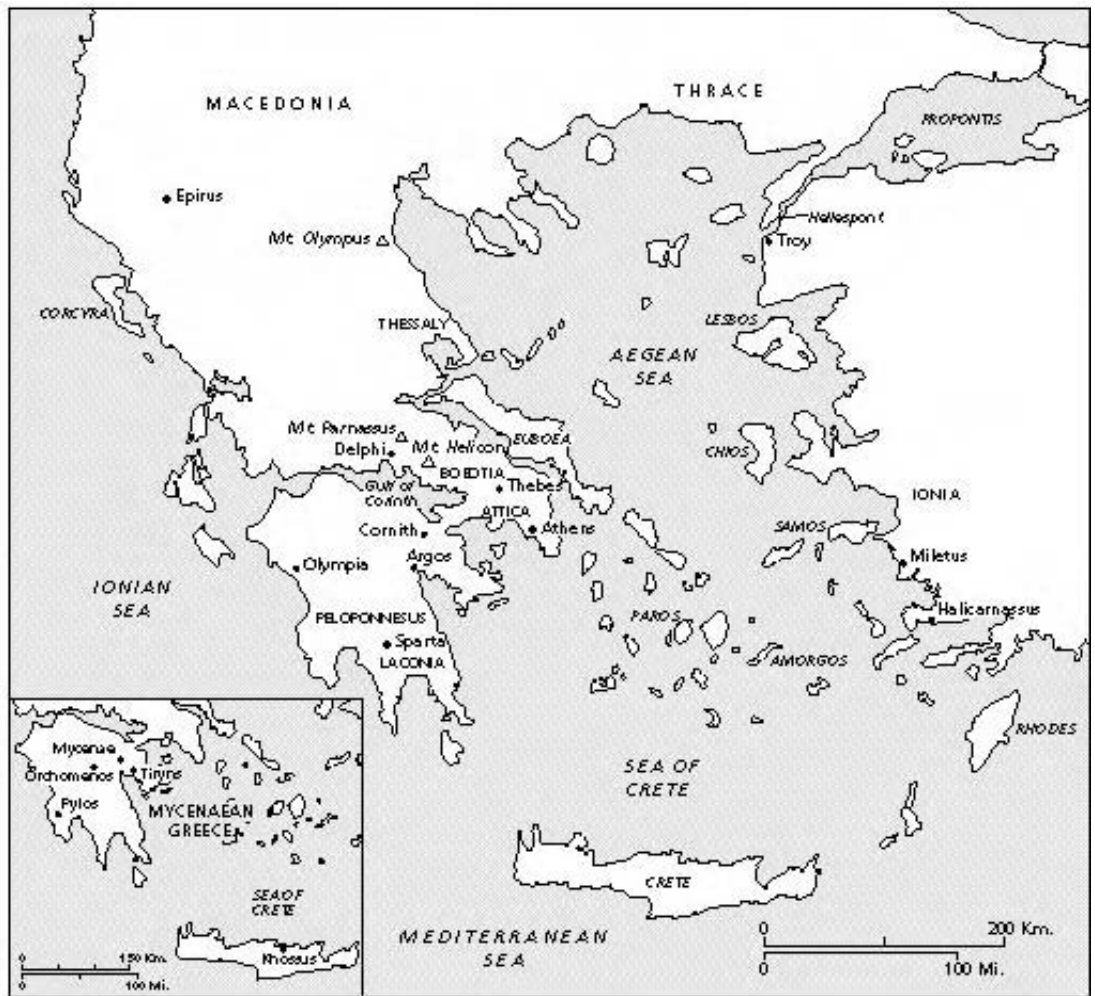 MACEDONIA
THRACE
PROPONTIS
Epirus
Hellespont
Mt. Olympus
Troy
CORCYRA
THESSALY
LESBOS
AEGEAN
SEA
Mt. Parnassus
Delphi
Mt. Helicon
EUBOEA
CHIOS
BOEOTIA
Thebes
Gulf of
Corinth
ATTICA
IONIA
Cornith
Athens
SAMOS
Olympia
Argos
Miletus
IONIAN
SEA
PELOPONNESUS
PAROS
Halicarnassus
Sparta
LACONIA
AMORGOS
RHODES
SEA OF
CRETE
CRETE
MEDITERRANEAN
SEA
0 200 Km.
0 100 Mi.
Mycenae
Orchomenos
Tiryns
Pylos
MYCENAEAN
GREECE
SEA OF
CRETE
Knossus
0 150 Km.
0 100 Mi.